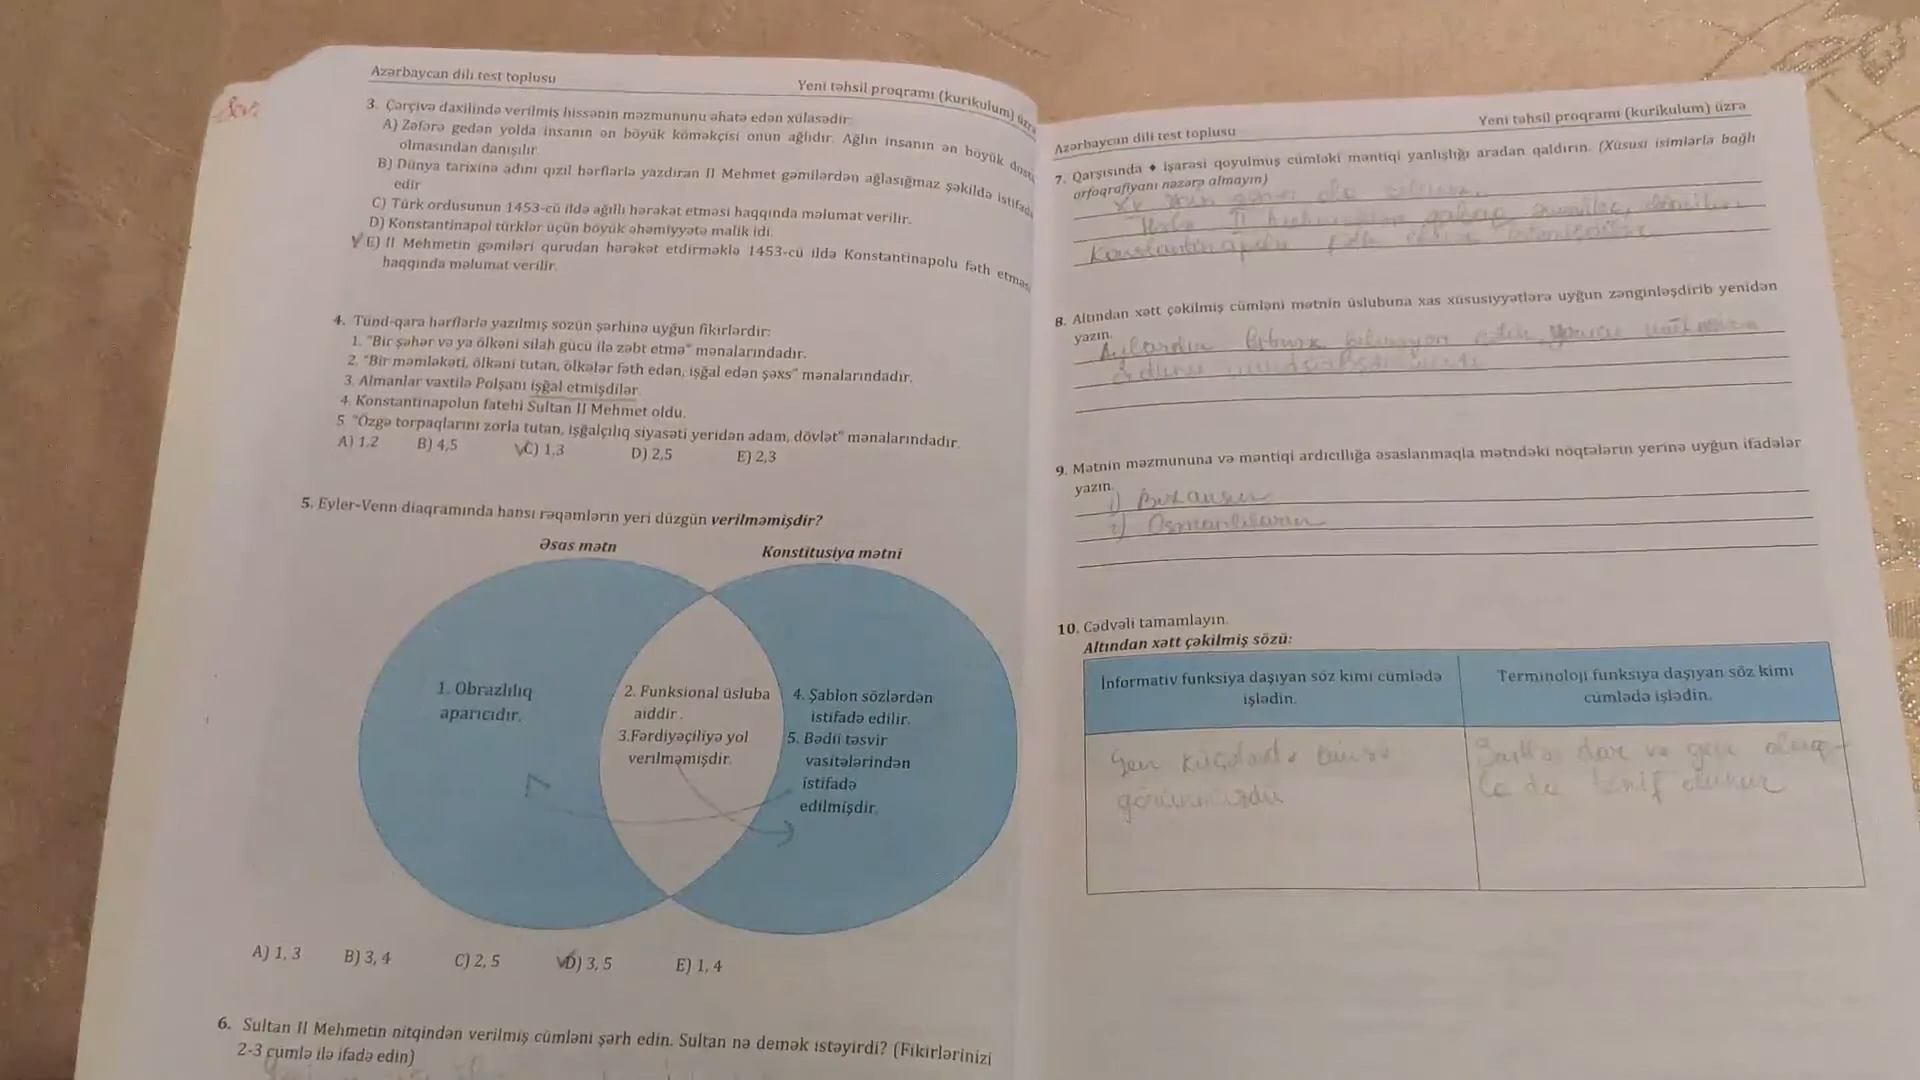 Azərbaycan dili test toplusu
Yeni təhsil proqramı (kurikulum) üzrə
3. Çərçivə daxilində verilmiş hissənin məzmununu əhatə edən xülasədir
A) Zəfərə gedən yolda insanın ən böyük köməkçisi onun ağlıdır. Ağlın insanın ən böyük dostu
olmasından danışılır.
B) Dünya tarixinə adını qızıl hərflərlə yazdıran II Mehmet gəmilərdən ağlasığmaz şəkildə istifadə
edir
C) Türk ordusunun 1453-cü ildə ağıllı hərəkət etməsi haqqında məlumat verilir.
D) Konstantinapol türklər üçün böyük əhəmiyyətə malik idi.
E) II Mehmetin gəmiləri qurudan hərəkət etdirməklə 1453-cü ildə Konstantinapolu fəth etməsi
haqqında məlumat verilir.
4. Tünd-qara hərflərlə yazılmış sözün şərhinə uyğun fikirlərdir:
1. "Bir şəhər və ya ölkəni silah gücü ilə zəbt etmə" mənalarındadır.
2. "Bir məmləkəti, ölkəni tutan, ölkələr fəth edən, işğal edən şəxs" mənalarındadır.
3. Almanlar vaxtilə Polşanı işğal etmişdilər
4. Konstantinapolun fatehi Sultan II Mehmet oldu.
5. "Özgə torpaqlarını zorla tutan, işğalçılıq siyasəti yeridən adam, dövlət" mənalarındadır.
A) 1,2 B) 4,5 C) 1,3 D) 2,5 E) 2,3
5. Eyler-Venn diaqramında hansı rəqəmlərin yeri düzgün verilməmişdir?
Əsas mətn
Konstitusiya mətni
1. Obrazlılıq
aparıcıdır.
2. Funksional üsluba
aiddir.
3.Fərdiyəçiliyə yol
verilməmişdir.
4. Şablon sözlərdən
istifadə edilir.
5. Bədii təsvir
vasitələrindən
istifadə
edilmişdir.
A) 1, 3 B) 3, 4 C) 2, 5 D) 3, 5 E) 1, 4
6. Sultan II Mehmetin nitqindən verilmiş cümləni şərh edin. Sultan nə demək istəyirdi? (Fikirlərinizi
2-3 cümlə ilə ifadə edin)
Azərbaycan dili test toplusu
Yeni təhsil proqramı (kurikulum) üzrə
7. Qarşısında ♦ işarəsi qoyulmuş cümləki məntiqi yanlışlığı aradan qaldırın. (Xüsusi isimlərlə bağlı
orfoqrafiyanı nəzərə almayın)
Konstantinapolu
8. Altından xətt çəkilmiş cümləni mətnin üslubuna xas xüsusiyyətlərə uyğun zənginləşdirib yenidən
yazın.
9. Mətnin məzmununa və məntiqi ardıcıllığa əsaslanmaqla mətndəki nöqtələrin yerinə uyğun ifadələr
yazın.
1) Bizansın
2) Osmanlıların
10. Cədvəli tamamlayın.
Altından xətt çəkilmiş sözü:
İnformativ funksiya daşıyan söz kimi cümlədə
işlədin.
Terminoloji funksiya daşıyan söz kimi
cümlədə işlədin.